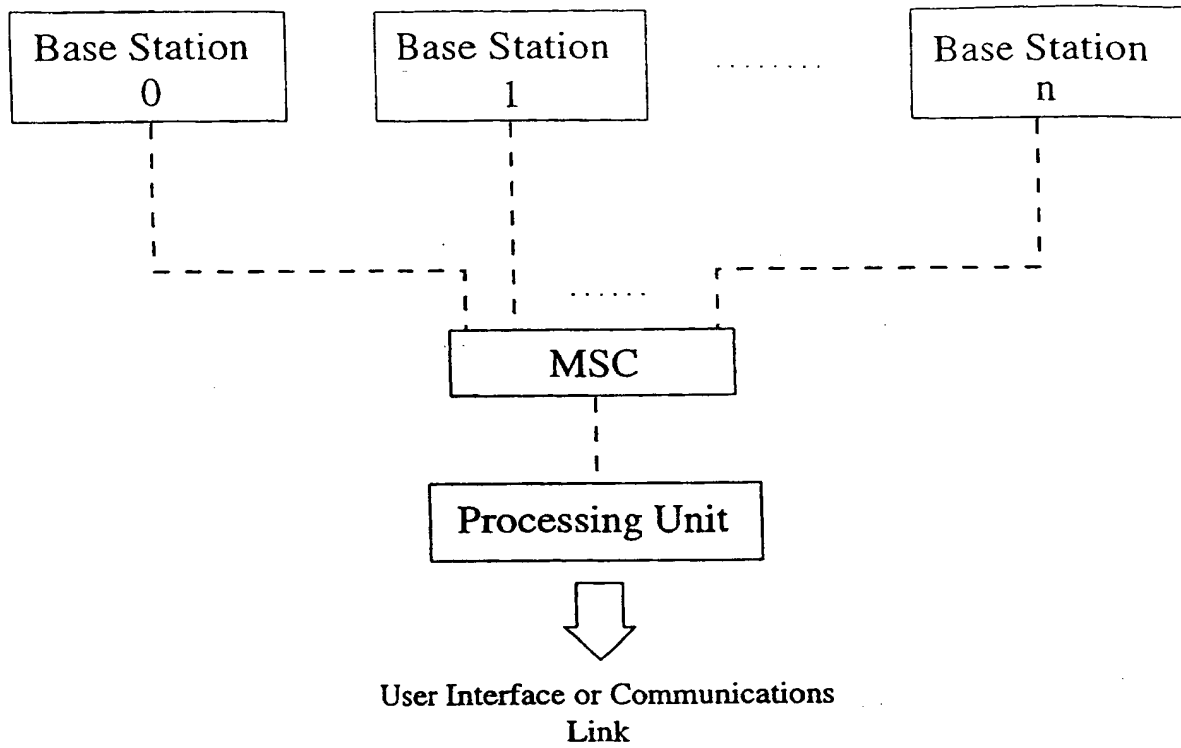 Base Station
0
Base Station
1
. . . . . . . .
Base Station
n
. . . . . .
MSC
Processing Unit
User Interface or Communications
Link